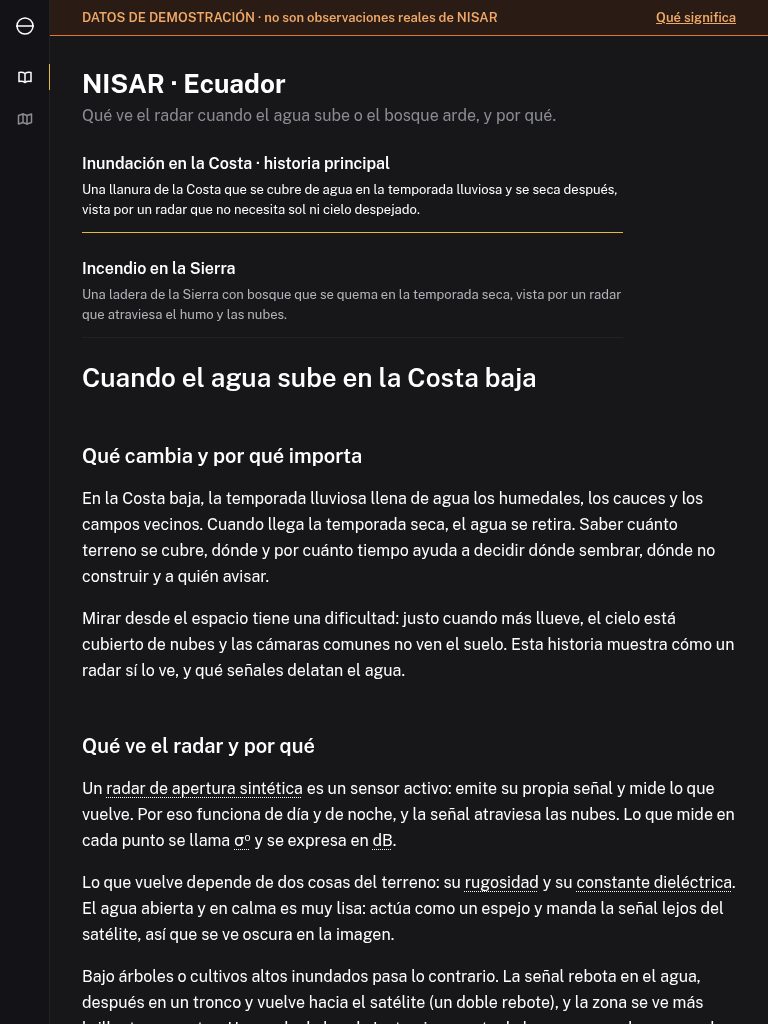 DATOS DE DEMOSTRACIÓN · no son observaciones reales de NISAR
Qué significa
NISAR · Ecuador
Qué ve el radar cuando el agua sube o el bosque arde, y por qué.
Inundación en la Costa · historia principal
Una llanura de la Costa que se cubre de agua en la temporada lluviosa y se seca después,
vista por un radar que no necesita sol ni cielo despejado.
Incendio en la Sierra
Una ladera de la Sierra con bosque que se quema en la temporada seca, vista por un radar
que atraviesa el humo y las nubes.
Cuando el agua sube en la Costa baja
Qué cambia y por qué importa
En la Costa baja, la temporada lluviosa llena de agua los humedales, los cauces y los
campos vecinos. Cuando llega la temporada seca, el agua se retira. Saber cuánto
terreno se cubre, dónde y por cuánto tiempo ayuda a decidir dónde sembrar, dónde no
construir y a quién avisar.
Mirar desde el espacio tiene una dificultad: justo cuando más llueve, el cielo está
cubierto de nubes y las cámaras comunes no ven el suelo. Esta historia muestra cómo un
radar sí lo ve, y qué señales delatan el agua.
Qué ve el radar y por qué
Un radar de apertura sintética es un sensor activo: emite su propia señal y mide lo que
vuelve. Por eso funciona de día y de noche, y la señal atraviesa las nubes. Lo que mide en
cada punto se llama σº y se expresa en dB.
Lo que vuelve depende de dos cosas del terreno: su rugosidad y su constante dieléctrica.
El agua abierta y en calma es muy lisa: actúa como un espejo y manda la señal lejos del
satélite, así que se ve oscura en la imagen.
Bajo árboles o cultivos altos inundados pasa lo contrario. La señal rebota en el agua,
después en un tronco y vuelve hacia el satélite (un doble rebote), y la zona se ve más